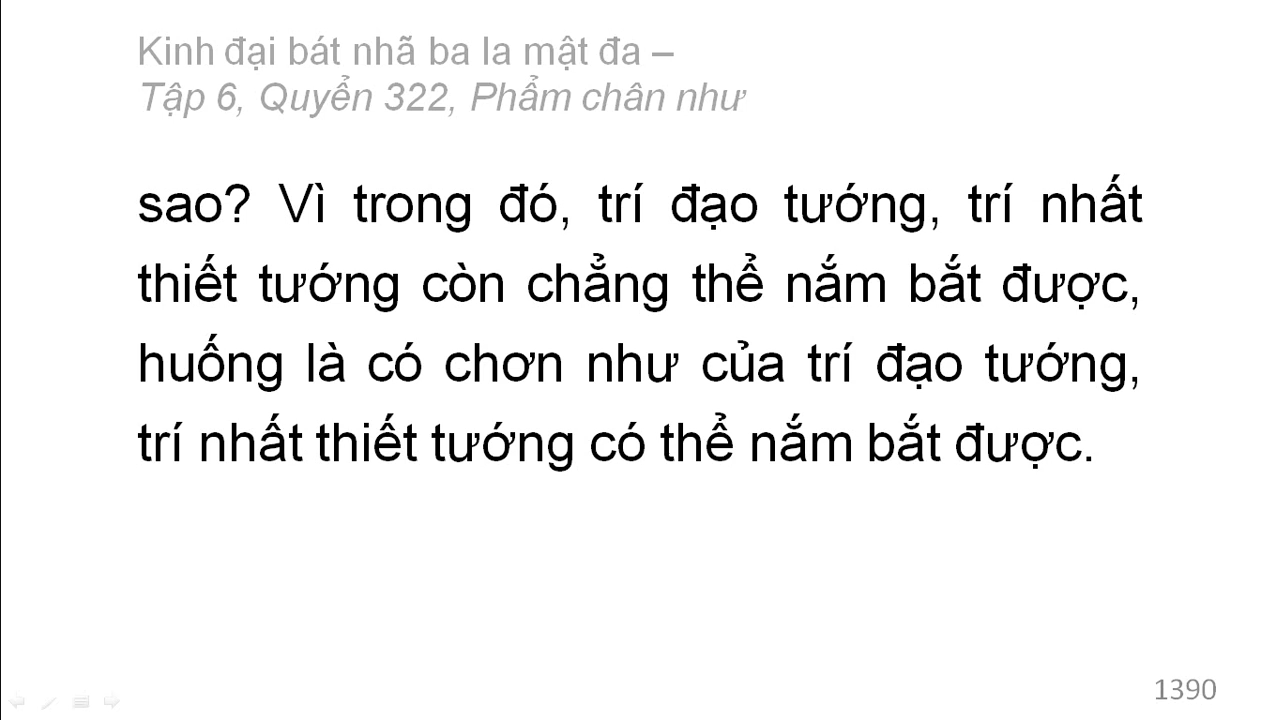 Kinh đại bát nhã ba la mật đa –
Tập 6, Quyển 322, Phẩm chân như
sao? Vì trong đó, trí đạo tướng, trí nhất
thiết tướng còn chẳng thể nắm bắt được,
huống là có chơn như của trí đạo tướng,
trí nhất thiết tướng có thể nắm bắt được.
1390